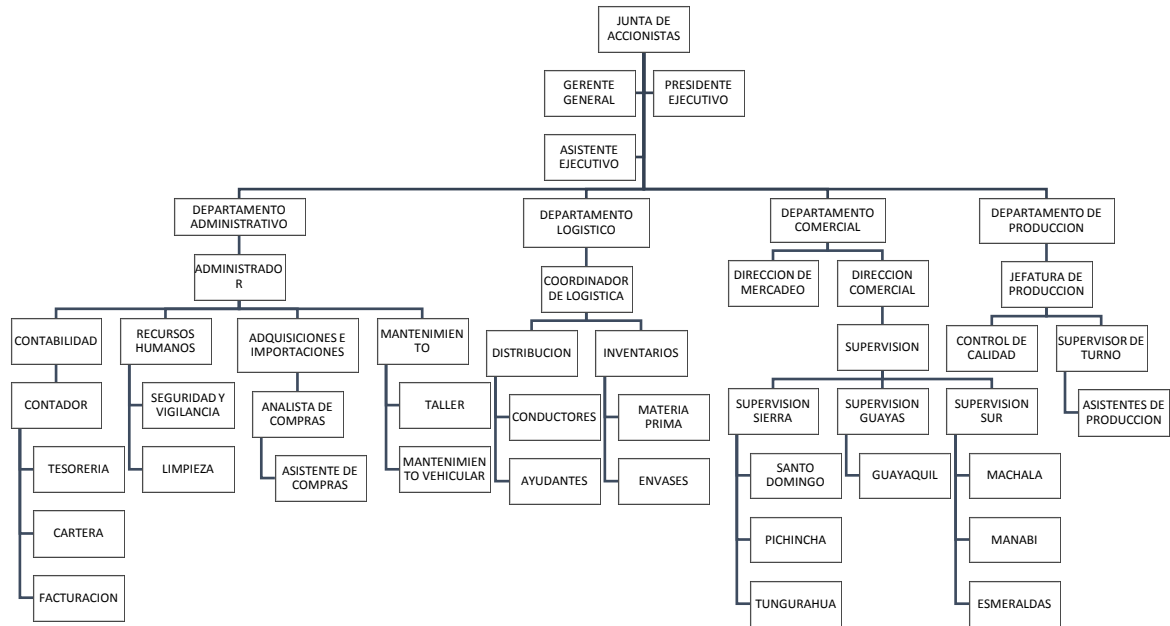 JUNTA DE
ACCIONISTAS
GERENTE
GENERAL
PRESIDENTE
EJECUTIVO
ASISTENTE
EJECUTIVO
DEPARTAMENTO
ADMINISTRATIVO
ADMINISTRADO
R
CONTABILIDAD
CONTADOR
TESORERIA
CARTERA
FACTURACION
RECURSOS
HUMANOS
SEGURIDAD Y
VIGILANCIA
LIMPIEZA
ADQUISICIONES E
IMPORTACIONES
ANALISTA DE
COMPRAS
ASISTENTE DE
COMPRAS
MANTENIMIEN
TO
TALLER
MANTENIMIEN
TO VEHICULAR
DEPARTAMENTO
LOGISTICO
COORDINADOR
DE LOGISTICA
DISTRIBUCION
CONDUCTORES
AYUDANTES
INVENTARIOS
MATERIA
PRIMA
ENVASES
DEPARTAMENTO
COMERCIAL
DIRECCION DE
MERCADEO
DIRECCION
COMERCIAL
SUPERVISION
SUPERVISION
SIERRA
SANTO
DOMINGO
PICHINCHA
TUNGURAHUA
SUPERVISION
GUAYAS
GUAYAQUIL
SUPERVISION
SUR
MACHALA
MANABI
ESMERALDAS
DEPARTAMENTO DE
PRODUCCION
JEFATURA DE
PRODUCCION
CONTROL DE
CALIDAD
SUPERVISOR
DE TURNO
ASISTENTES DE
PRODUCCION